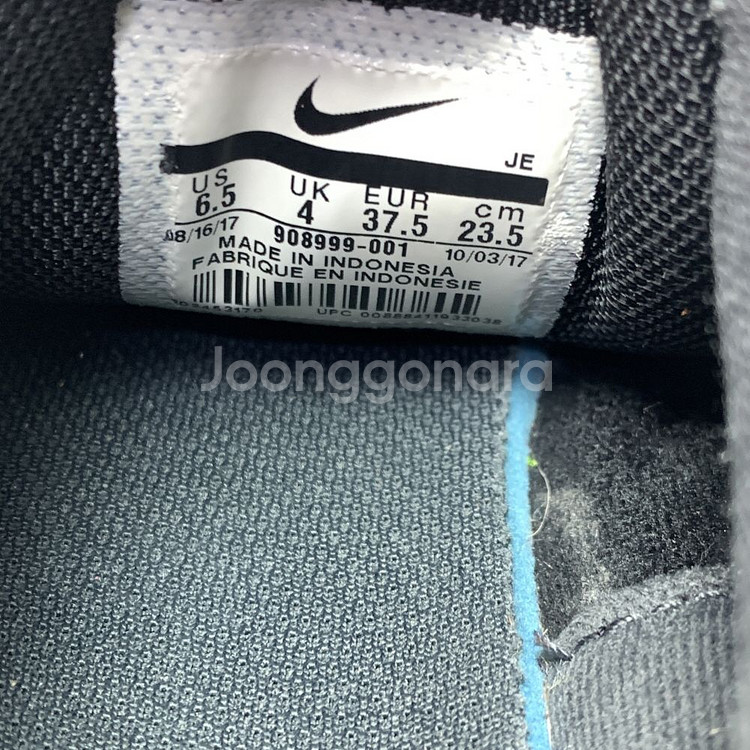 JE
US UK EUR cm
6.5 4 37.5 23.5
08/16/17 908999-001 10/03/17
MADE IN INDONESIA
FABRIQUE EN INDONESIE
UPC
Joonggonara